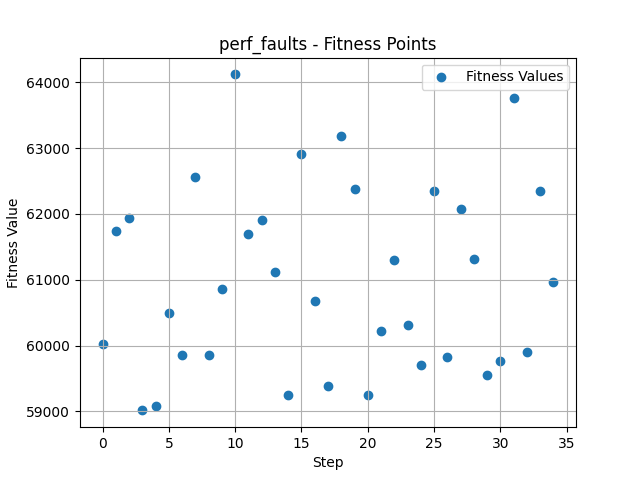 perf_faults - Fitness Points
Fitness Values
64000
63000
62000
61000
60000
59000
Fitness Value
0 5 10 15 20 25 30 35
Step